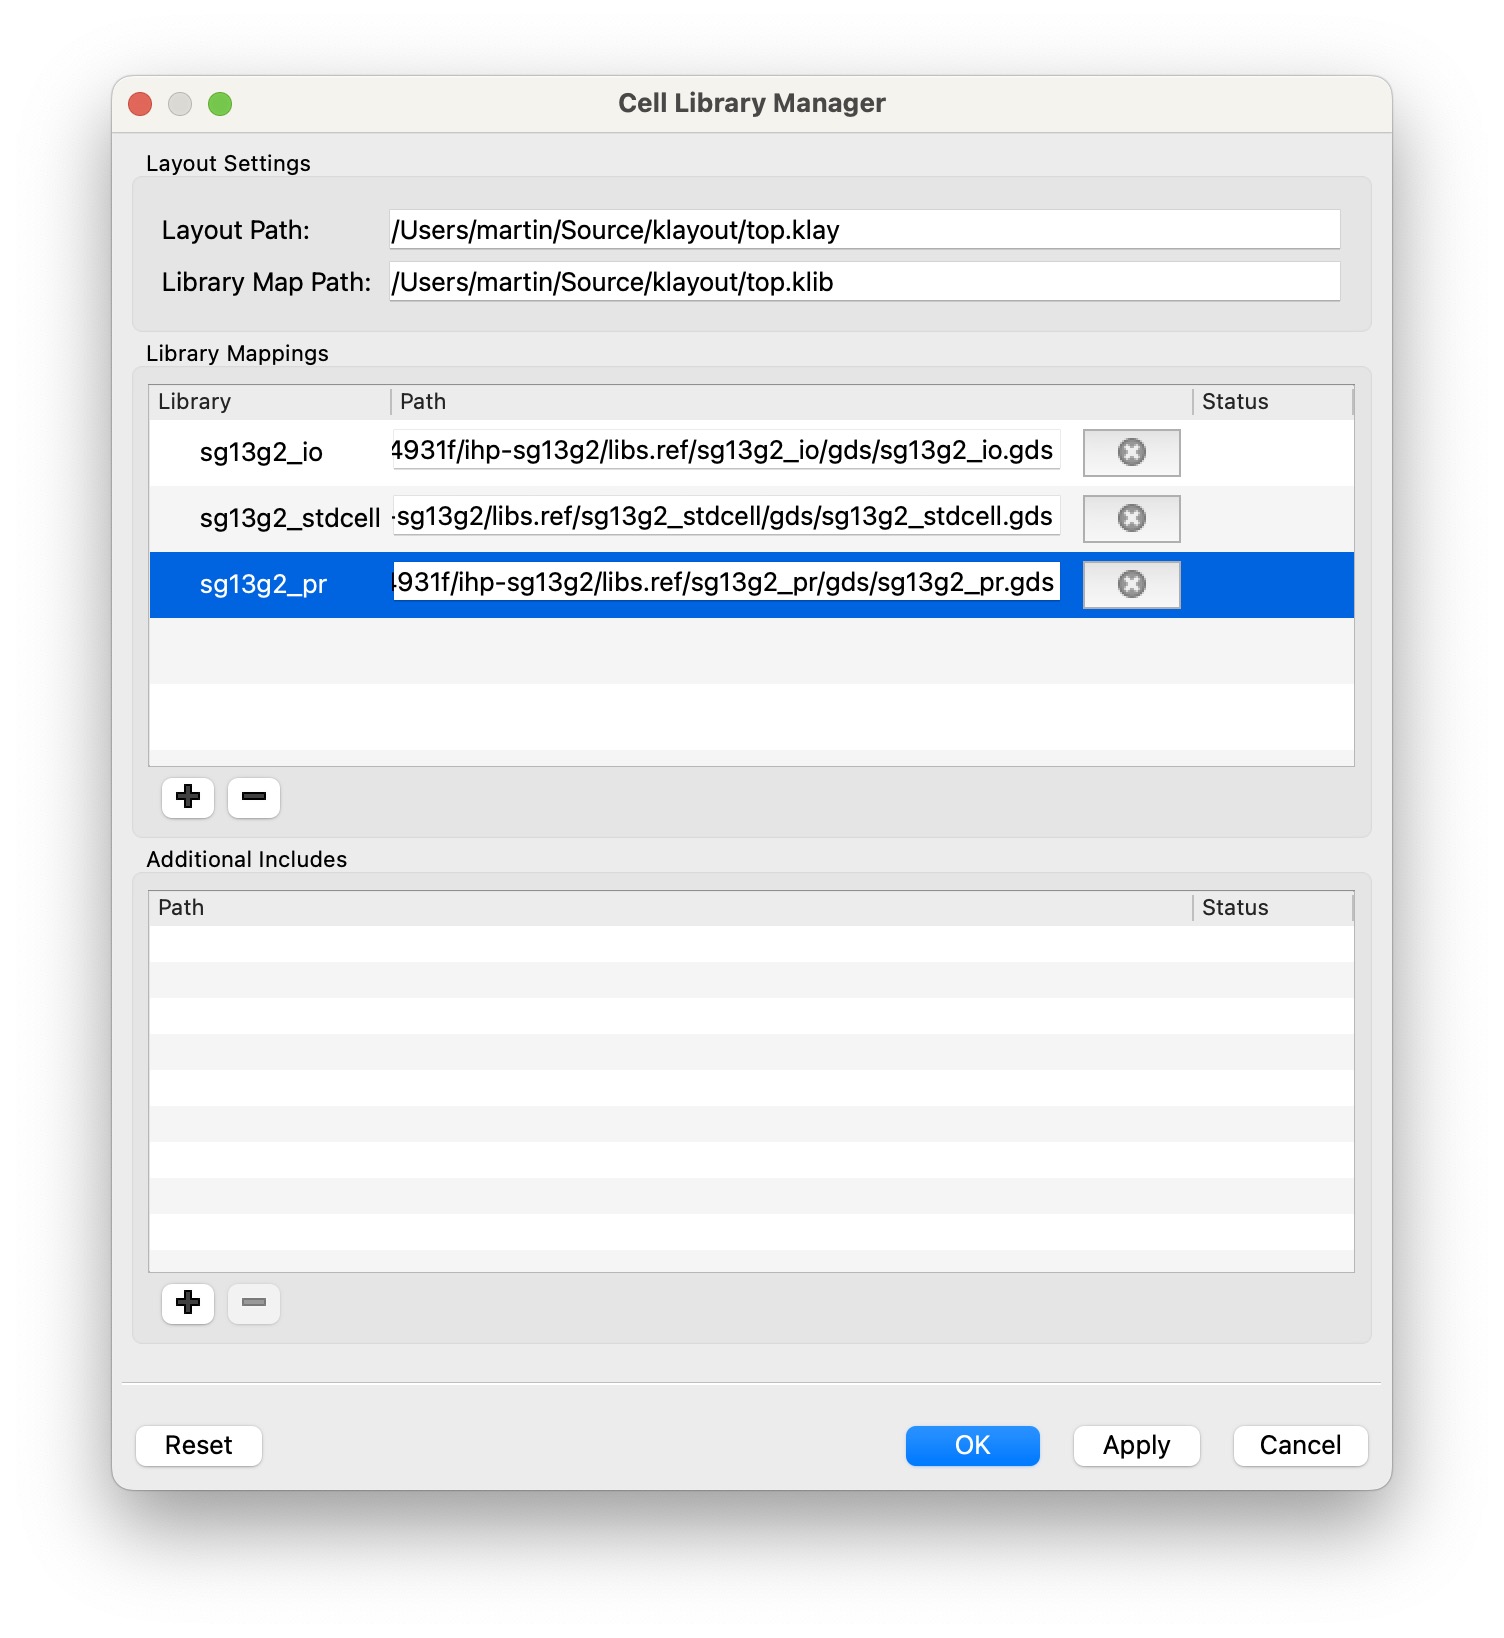 Cell Library Manager
Layout Settings
Layout Path: /Users/martin/Source/klayout/top.klay
Library Map Path: /Users/martin/Source/klayout/top.klib
Library Mappings
Library Path Status
sg13g2_io 4931f/ihp-sg13g2/libs.ref/sg13g2_io/gds/sg13g2_io.gds
sg13g2_stdcell -sg13g2/libs.ref/sg13g2_stdcell/gds/sg13g2_stdcell.gds
sg13g2_pr 4931f/ihp-sg13g2/libs.ref/sg13g2_pr/gds/sg13g2_pr.gds
Additional Includes
Path Status
Reset OK Apply Cancel